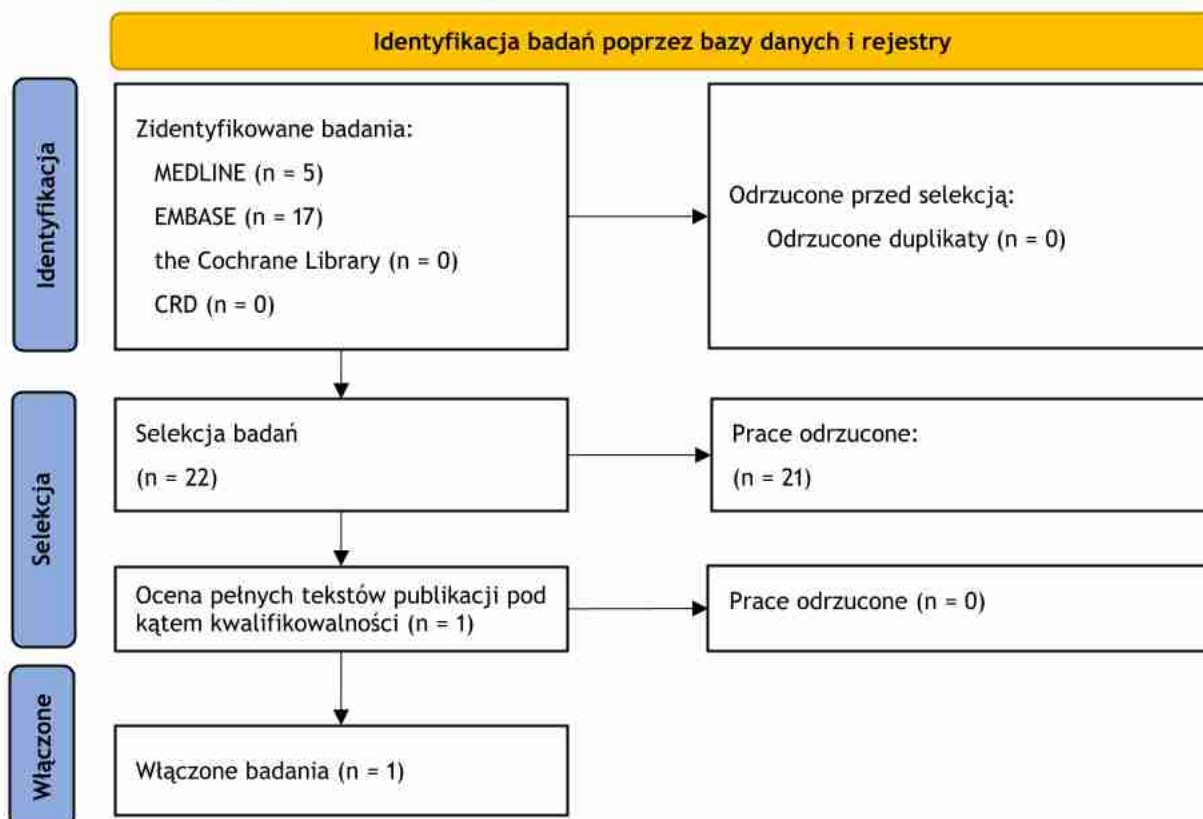 Identyfikacja badań poprzez bazy danych i rejestry
Identyfikacja
Zidentyfikowane badania:
MEDLINE (n = 5)
EMBASE (n = 17)
the Cochrane Library (n = 0)
CRD (n = 0)
Odrzucone przed selekcją:
Odrzucone duplikaty (n = 0)
Selekcja
Selekcja badań
(n = 22)
Prace odrzucone:
(n = 21)
Ocena pełnych tekstów publikacji pod
kątem kwalifikowalności (n = 1)
Prace odrzucone (n = 0)
Włączone
Włączone badania (n = 1)